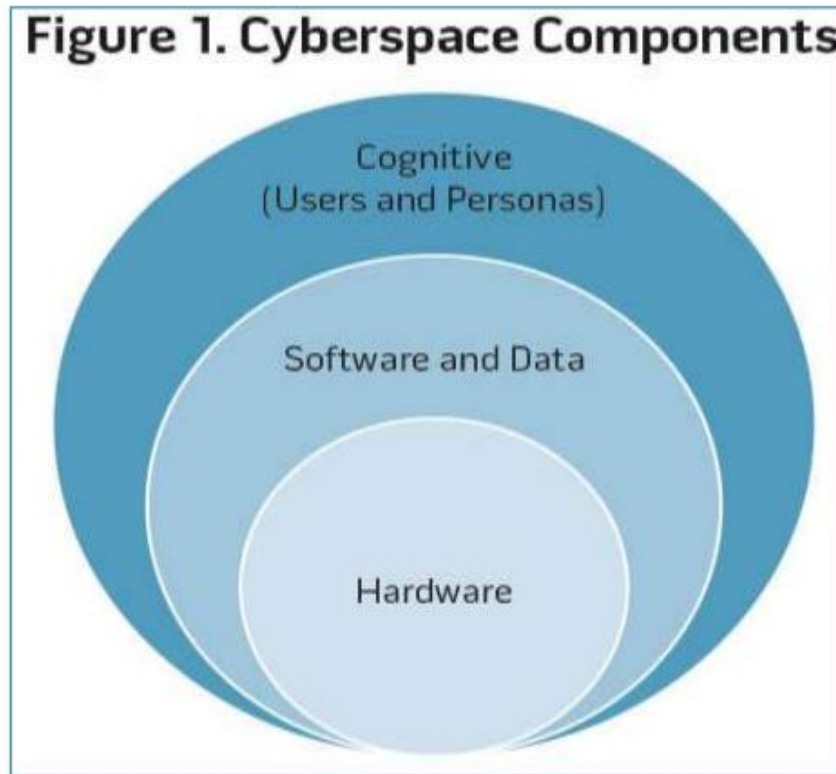 Figure 1. Cyberspace Components
Cognitive
(Users and Personas)
Software and Data
Hardware